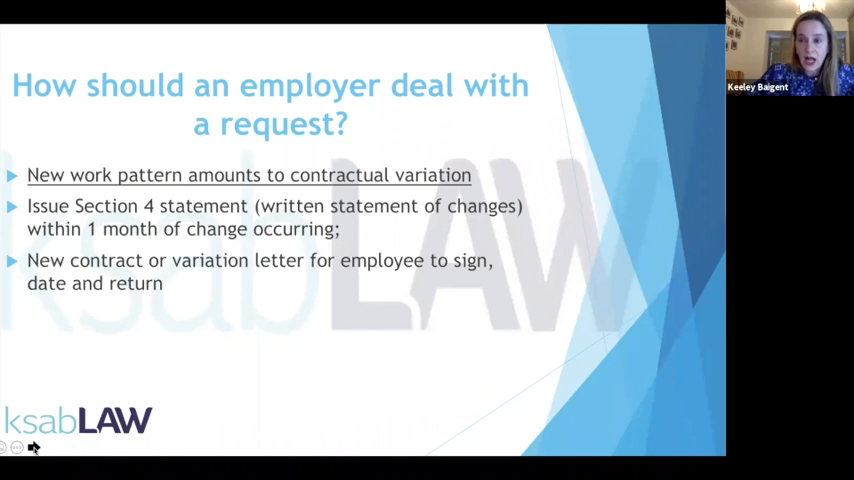 Keeley Baigent
How should an employer deal with
a request?
New work pattern amounts to contractual variation
Issue Section 4 statement (written statement of changes)
within 1 month of change occurring;
New contract or variation letter for employee to sign,
date and return
ksabLAW
ksabLAW